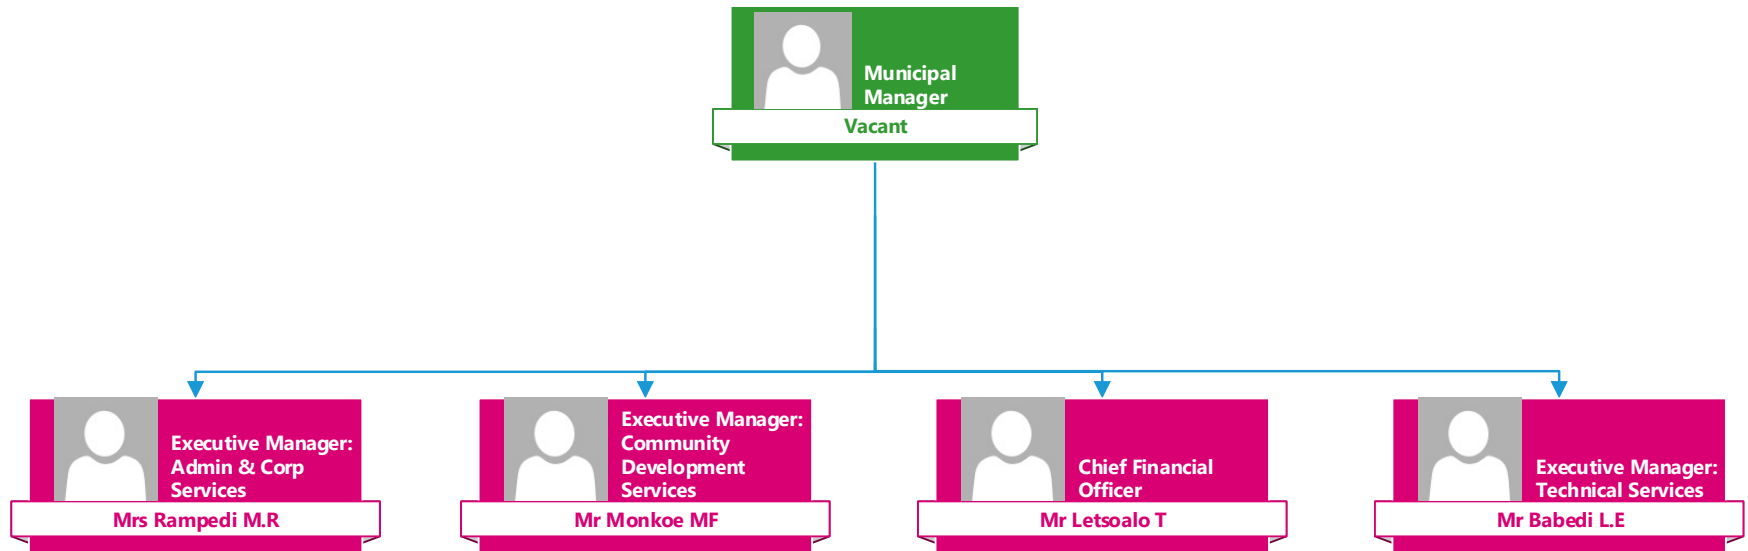 Municipal
Manager
Vacant
Executive Manager:
Admin & Corp
Services
Mrs Rampedi M.R
Executive Manager:
Community
Development
Services
Mr Monkoe MF
Chief Financial
Officer
Mr Letsoalo T
Executive Manager:
Technical Services
Mr Babedi L.E